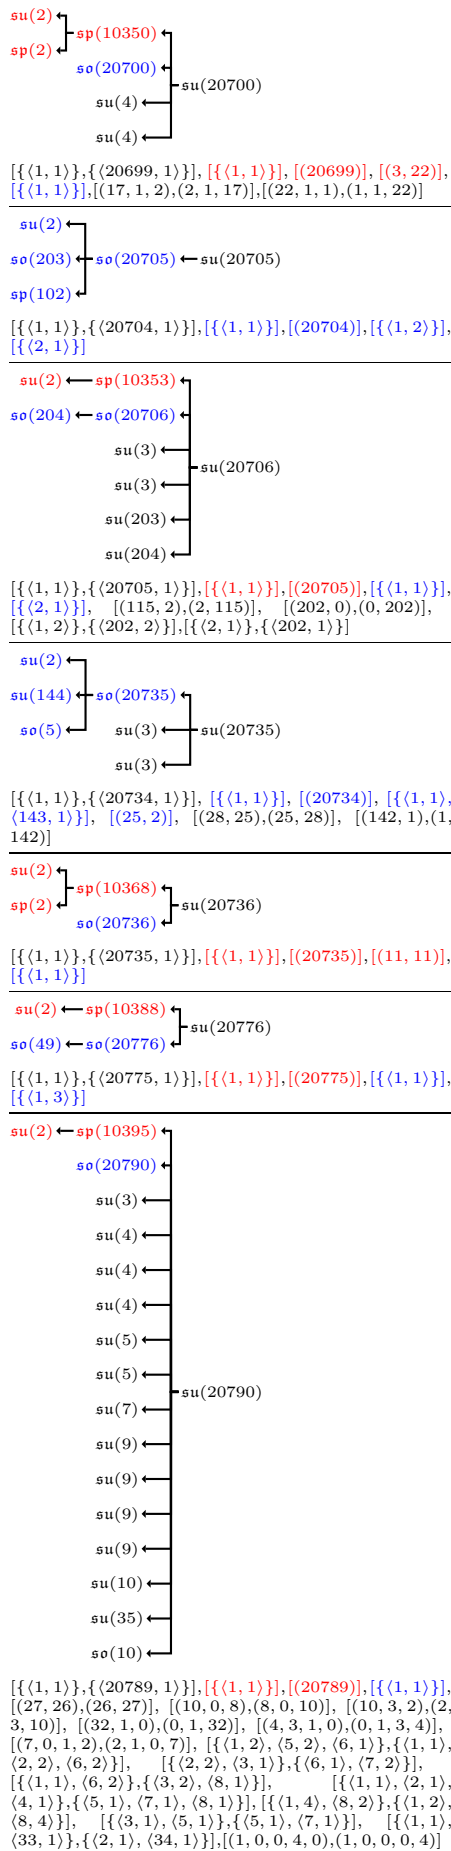 𝔰𝔲(2)
𝔰𝔭(10350)
𝔰𝔭(2)
𝔰𝔬(20700)
𝔰𝔲(20700)
𝔰𝔲(4)
𝔰𝔲(4)
[{⟨1, 1⟩},{⟨20699, 1⟩}], [{⟨1, 1⟩}], [(20699)], [(3, 22)],
[{⟨1, 1⟩}],[(17, 1, 2),(2, 1, 17)],[(22, 1, 1),(1, 1, 22)]
𝔰𝔲(2)
𝔰𝔬(203) 𝔰𝔬(20705) 𝔰𝔲(20705)
𝔰𝔭(102)
[{⟨1, 1⟩},{⟨20704, 1⟩}],[{⟨1, 1⟩}],[(20704)],[{⟨1, 2⟩}],
[{⟨2, 1⟩}]
𝔰𝔲(2) 𝔰𝔭(10353)
𝔰𝔬(204) 𝔰𝔬(20706)
𝔰𝔲(3)
𝔰𝔲(20706)
𝔰𝔲(3)
𝔰𝔲(203)
𝔰𝔲(204)
[{⟨1, 1⟩},{⟨20705, 1⟩}],[{⟨1, 1⟩}],[(20705)],[{⟨1, 1⟩}],
[{⟨2, 1⟩}], [(115, 2),(2, 115)], [(202, 0),(0, 202)],
[{⟨1, 2⟩},{⟨202, 2⟩}],[{⟨2, 1⟩},{⟨202, 1⟩}]
𝔰𝔲(2)
𝔰𝔲(144) 𝔰𝔬(20735)
𝔰𝔬(5) 𝔰𝔲(3) 𝔰𝔲(20735)
𝔰𝔲(3)
[{⟨1, 1⟩},{⟨20734, 1⟩}], [{⟨1, 1⟩}], [(20734)], [{⟨1, 1⟩,
⟨143, 1⟩}], [(25, 2)], [(28, 25),(25, 28)], [(142, 1),(1,
142)]
𝔰𝔲(2)
𝔰𝔭(10368)
𝔰𝔲(20736)
𝔰𝔭(2)
𝔰𝔬(20736)
[{⟨1, 1⟩},{⟨20735, 1⟩}],[{⟨1, 1⟩}],[(20735)],[(11, 11)],
[{⟨1, 1⟩}]
𝔰𝔲(2) 𝔰𝔭(10388)
𝔰𝔲(20776)
𝔰𝔬(49) 𝔰𝔬(20776)
[{⟨1, 1⟩},{⟨20775, 1⟩}],[{⟨1, 1⟩}],[(20775)],[{⟨1, 1⟩}],
[{⟨1, 3⟩}]
𝔰𝔲(2) 𝔰𝔭(10395)
𝔰𝔬(20790)
𝔰𝔲(3)
𝔰𝔲(4)
𝔰𝔲(4)
𝔰𝔲(4)
𝔰𝔲(5)
𝔰𝔲(5)
𝔰𝔲(20790)
𝔰𝔲(7)
𝔰𝔲(9)
𝔰𝔲(9)
𝔰𝔲(9)
𝔰𝔲(9)
𝔰𝔲(10)
𝔰𝔲(35)
𝔰𝔬(10)
[{⟨1, 1⟩},{⟨20789, 1⟩}],[{⟨1, 1⟩}],[(20789)],[{⟨1, 1⟩}],
[(27, 26),(26, 27)], [(10, 0, 8),(8, 0, 10)], [(10, 3, 2),(2,
3, 10)], [(32, 1, 0),(0, 1, 32)], [(4, 3, 1, 0),(0, 1, 3, 4)],
[(7, 0, 1, 2),(2, 1, 0, 7)], [{⟨1, 2⟩, ⟨5, 2⟩, ⟨6, 1⟩},{⟨1, 1⟩,
⟨2, 2⟩, ⟨6, 2⟩}], [{⟨2, 2⟩, ⟨3, 1⟩},{⟨6, 1⟩, ⟨7, 2⟩}],
[{⟨1, 1⟩, ⟨6, 2⟩},{⟨3, 2⟩, ⟨8, 1⟩}], [{⟨1, 1⟩, ⟨2, 1⟩,
⟨4, 1⟩},{⟨5, 1⟩, ⟨7, 1⟩, ⟨8, 1⟩}], [{⟨1, 4⟩, ⟨8, 2⟩},{⟨1, 2⟩,
⟨8, 4⟩}], [{⟨3, 1⟩, ⟨5, 1⟩},{⟨5, 1⟩, ⟨7, 1⟩}], [{⟨1, 1⟩,
⟨33, 1⟩},{⟨2, 1⟩, ⟨34, 1⟩}],[(1, 0, 0, 4, 0),(1, 0, 0, 0, 4)]